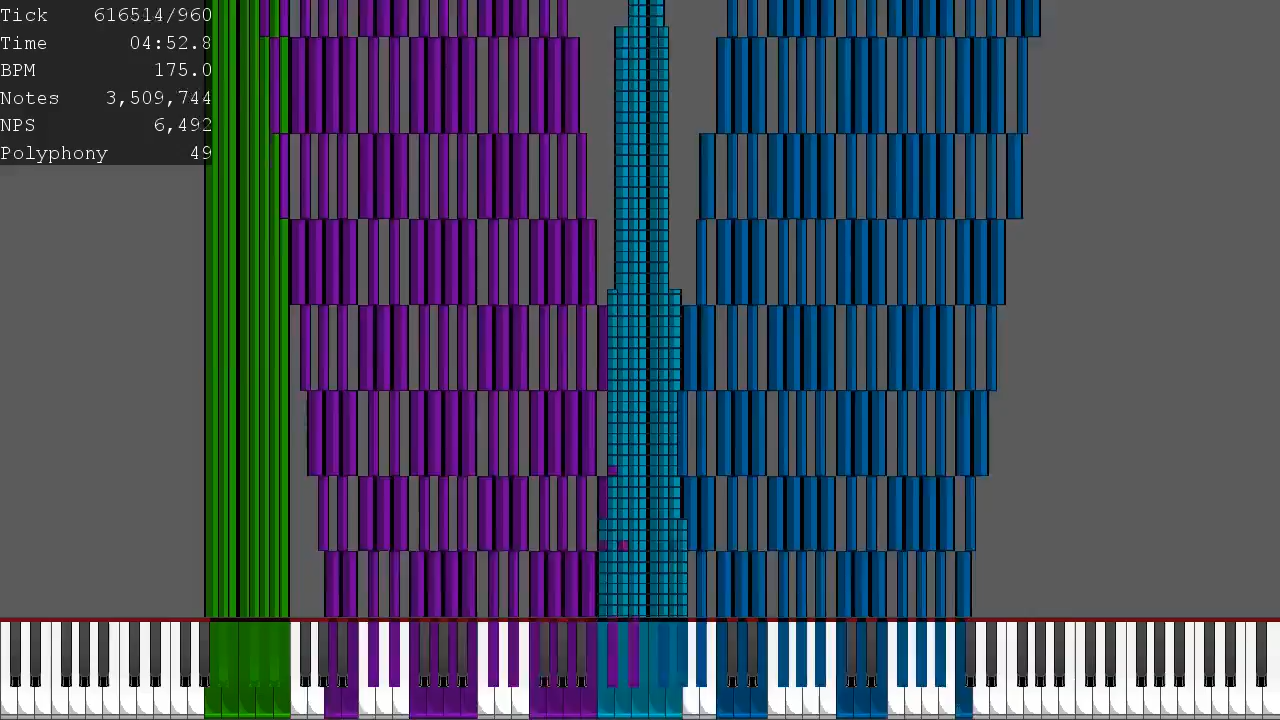 Tick 616514/960
Time 04:52.8
BPM 175.0
Notes 3,509,744
NPS 6,492
Polyphony 49